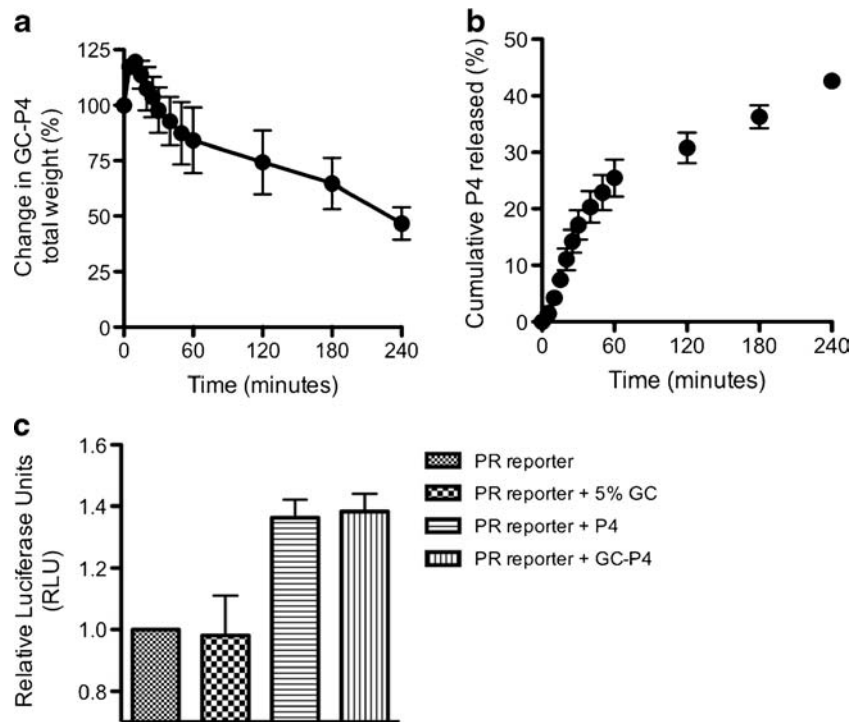 a
Change in GC-P4
total weight (%)
125
100
75
50
25
0
0 60 120 180 240
Time (minutes)
b
Cumulative P4 released (%)
50
40
30
20
10
0
0 60 120 180 240
Time (minutes)
c
Relative Luciferase Units
(RLU)
1.6
1.4
1.2
1.0
0.8
PR reporter
PR reporter + 5% GC
PR reporter + P4
PR reporter + GC-P4